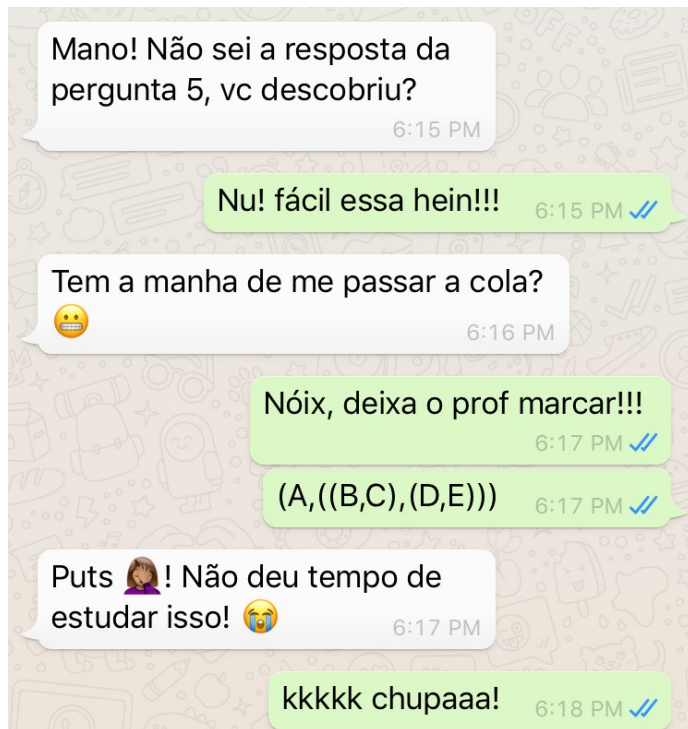 Mano! Não sei a resposta da
pergunta 5, vc descobriu?
6:15 PM
Nu! fácil essa hein!!! 6:15 PM
Tem a manha de me passar a cola?
😬 6:16 PM
Nóix, deixa o prof marcar!!!
6:17 PM
(A,((B,C),(D,E))) 6:17 PM
Puts 🤦🏽‍♀️! Não deu tempo de
estudar isso! 😭 6:17 PM
kkkkk chupaaa! 6:18 PM